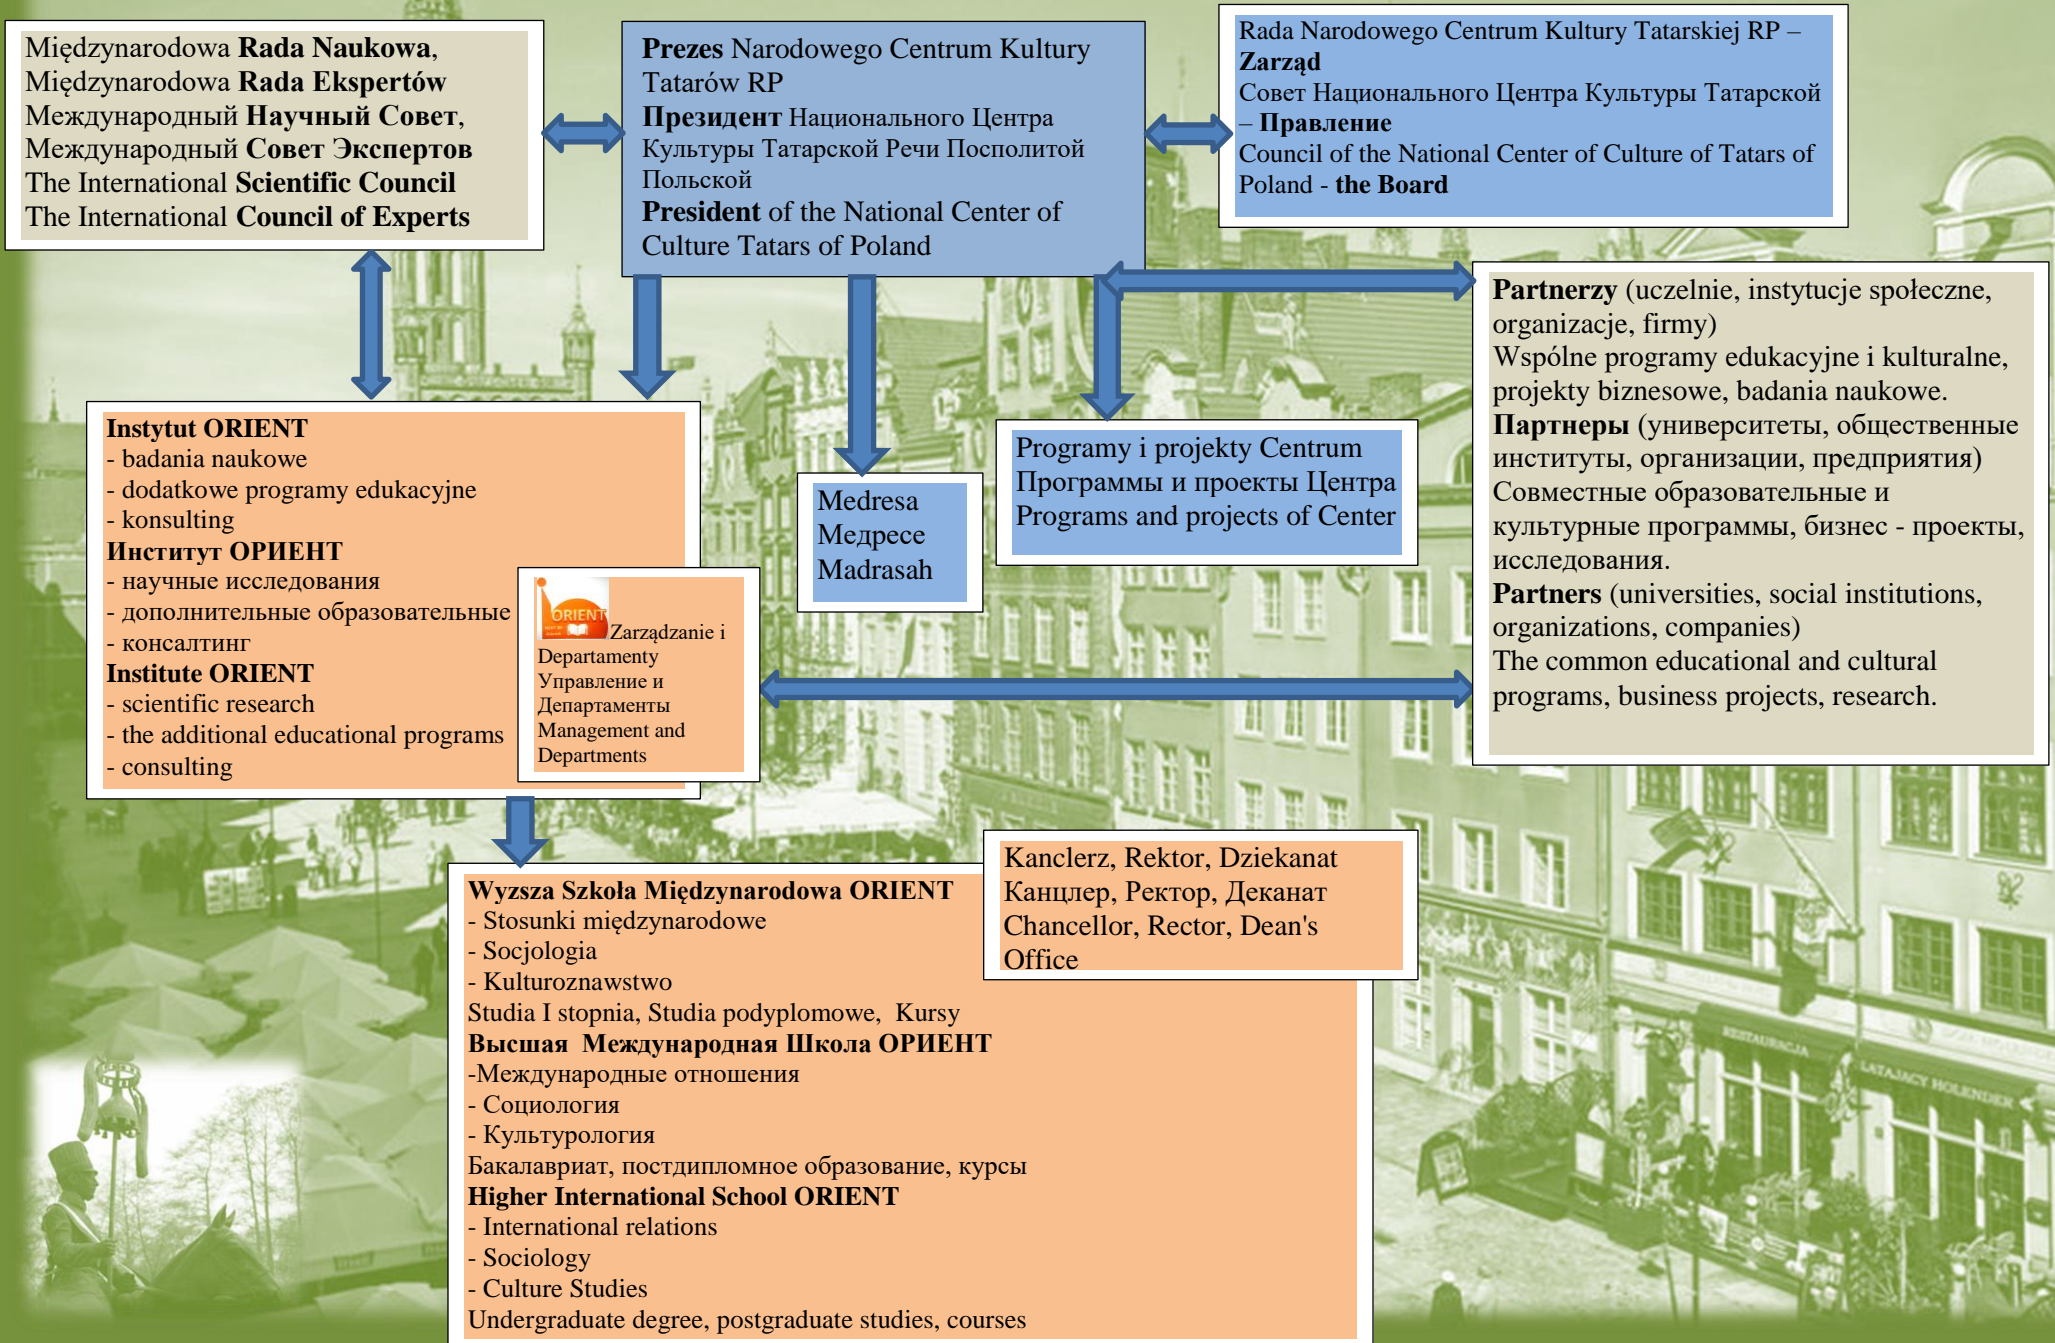 Międzynarodowa Rada Naukowa,
Międzynarodowa Rada Ekspertów
Международный Научный Совет,
Международный Совет Экспертов
The International Scientific Council
The International Council of Experts
Prezes Narodowego Centrum Kultury
Tatarów RP
Президент Национального Центра
Культуры Татарской Речи Посполитой
Польской
President of the National Center of
Culture Tatars of Poland
Rada Narodowego Centrum Kultury Tatarskiej RP –
Zarząd
Совет Национального Центра Культуры Татарской
– Правление
Council of the National Center of Culture of Tatars of
Poland - the Board
Partnerzy (uczelnie, instytucje społeczne,
organizacje, firmy)
Wspólne programy edukacyjne i kulturalne,
projekty biznesowe, badania naukowe.
Партнеры (университеты, общественные
институты, организации, предприятия)
Совместные образовательные и
культурные программы, бизнес - проекты,
исследования.
Partners (universities, social institutions,
organizations, companies)
The common educational and cultural
programs, business projects, research.
Instytut ORIENT
- badania naukowe
- dodatkowe programy edukacyjne
- konsulting
Институт ОРИЕНТ
- научные исследования
- дополнительные образовательные
- консалтинг
Institute ORIENT
- scientific research
- the additional educational programs
- consulting
ORIENT
Zarządzanie i
Departamenty
Управление и
Департаменты
Management and
Departments
Medresa
Медресе
Madrasah
Programy i projekty Centrum
Программы и проекты Центра
Programs and projects of Center
Kanclerz, Rektor, Dziekanat
Канцлер, Ректор, Деканат
Chancellor, Rector, Dean's
Office
Wyzsza Szkoła Międzynarodowa ORIENT
- Stosunki międzynarodowe
- Socjologia
- Kulturoznawstwo
Studia I stopnia, Studia podyplomowe, Kursy
Высшая Международная Школа ОРИЕНТ
-Международные отношения
- Социология
- Культурология
Бакалавриат, постдипломное образование, курсы
Higher International School ORIENT
- International relations
- Sociology
- Culture Studies
Undergraduate degree, postgraduate studies, courses
RESTAURACJA
LATAJACY HOLENDER